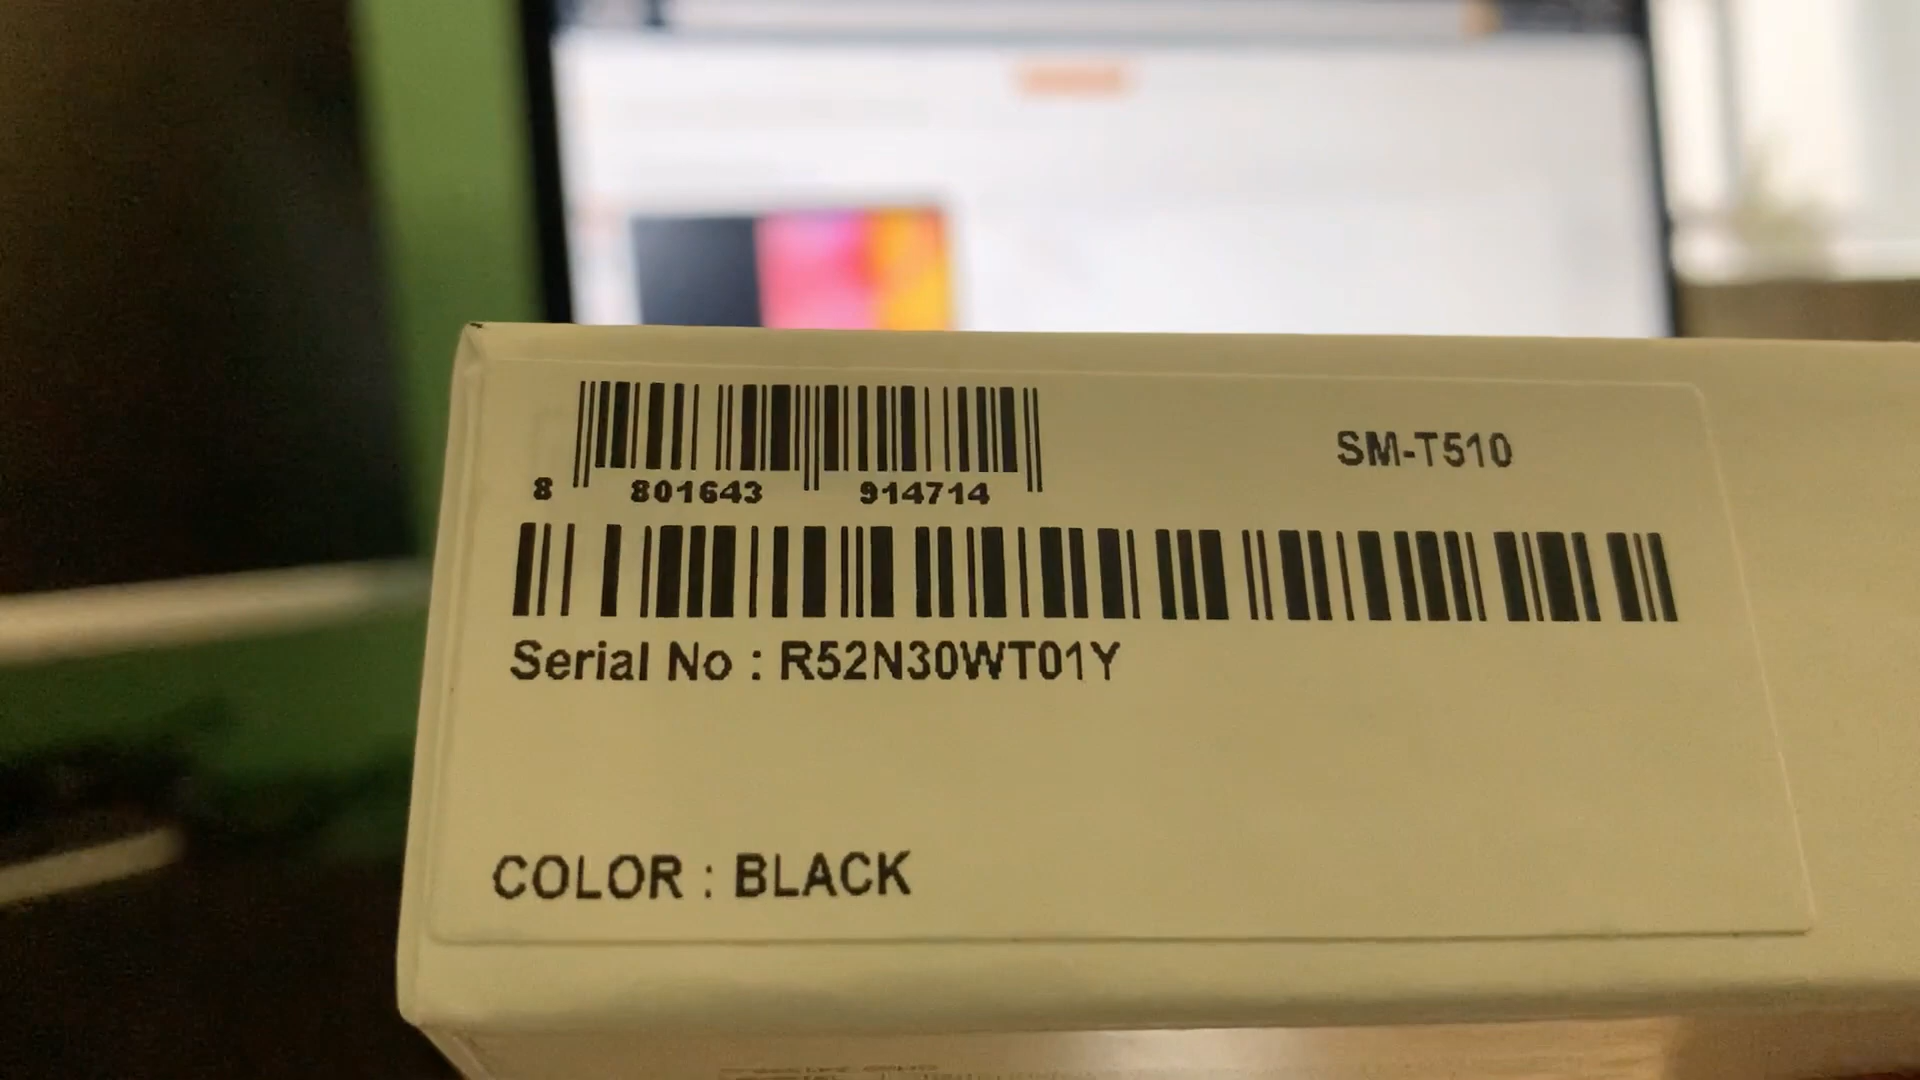 SM-T510
8 801643 914714
Serial No : R52N30WT01Y
COLOR : BLACK